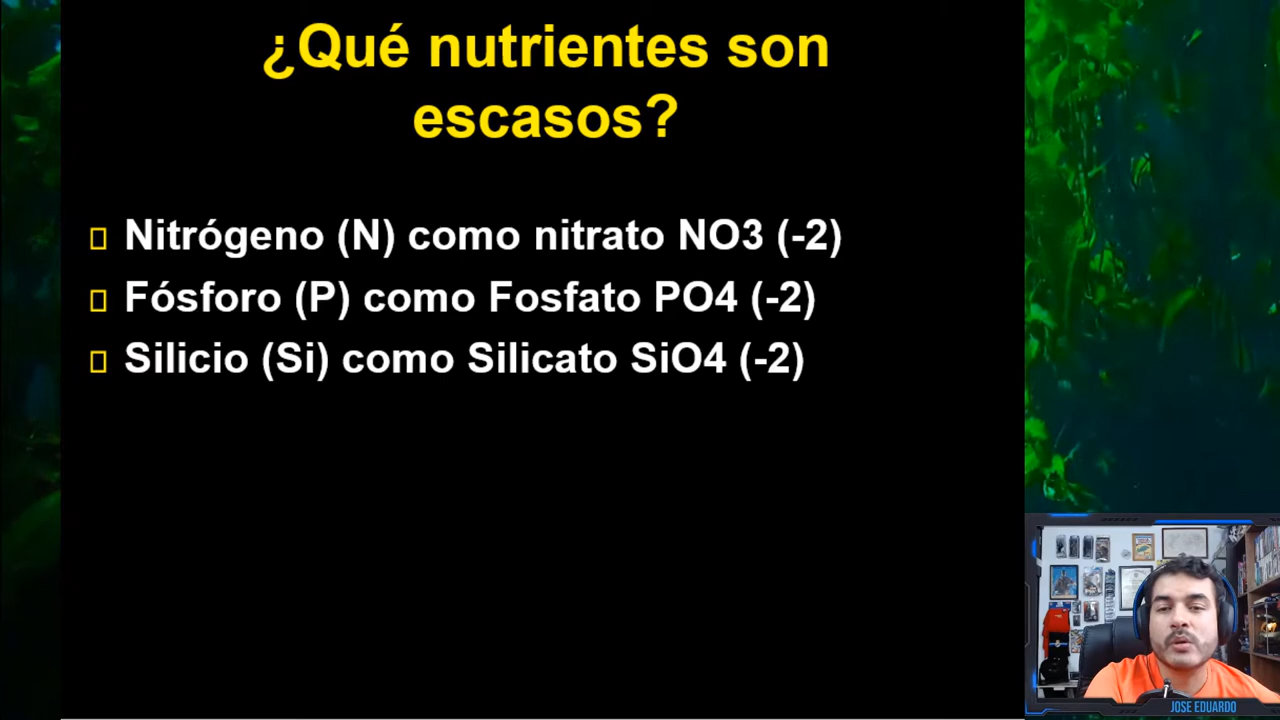 ¿Qué nutrientes son
escasos?
Nitrógeno (N) como nitrato NO3 (-2)
Fósforo (P) como Fosfato PO4 (-2)
Silicio (Si) como Silicato SiO4 (-2)
JOSE EDUARDO